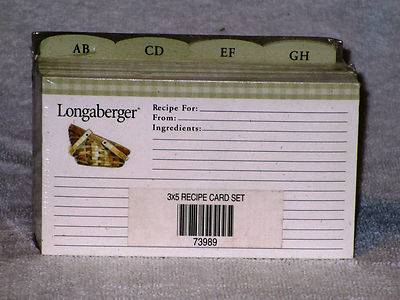 AB CD EF GH
Longaberger®
Recipe For:
From:
Ingredients:
3X5 RECIPE CARD SET
73989